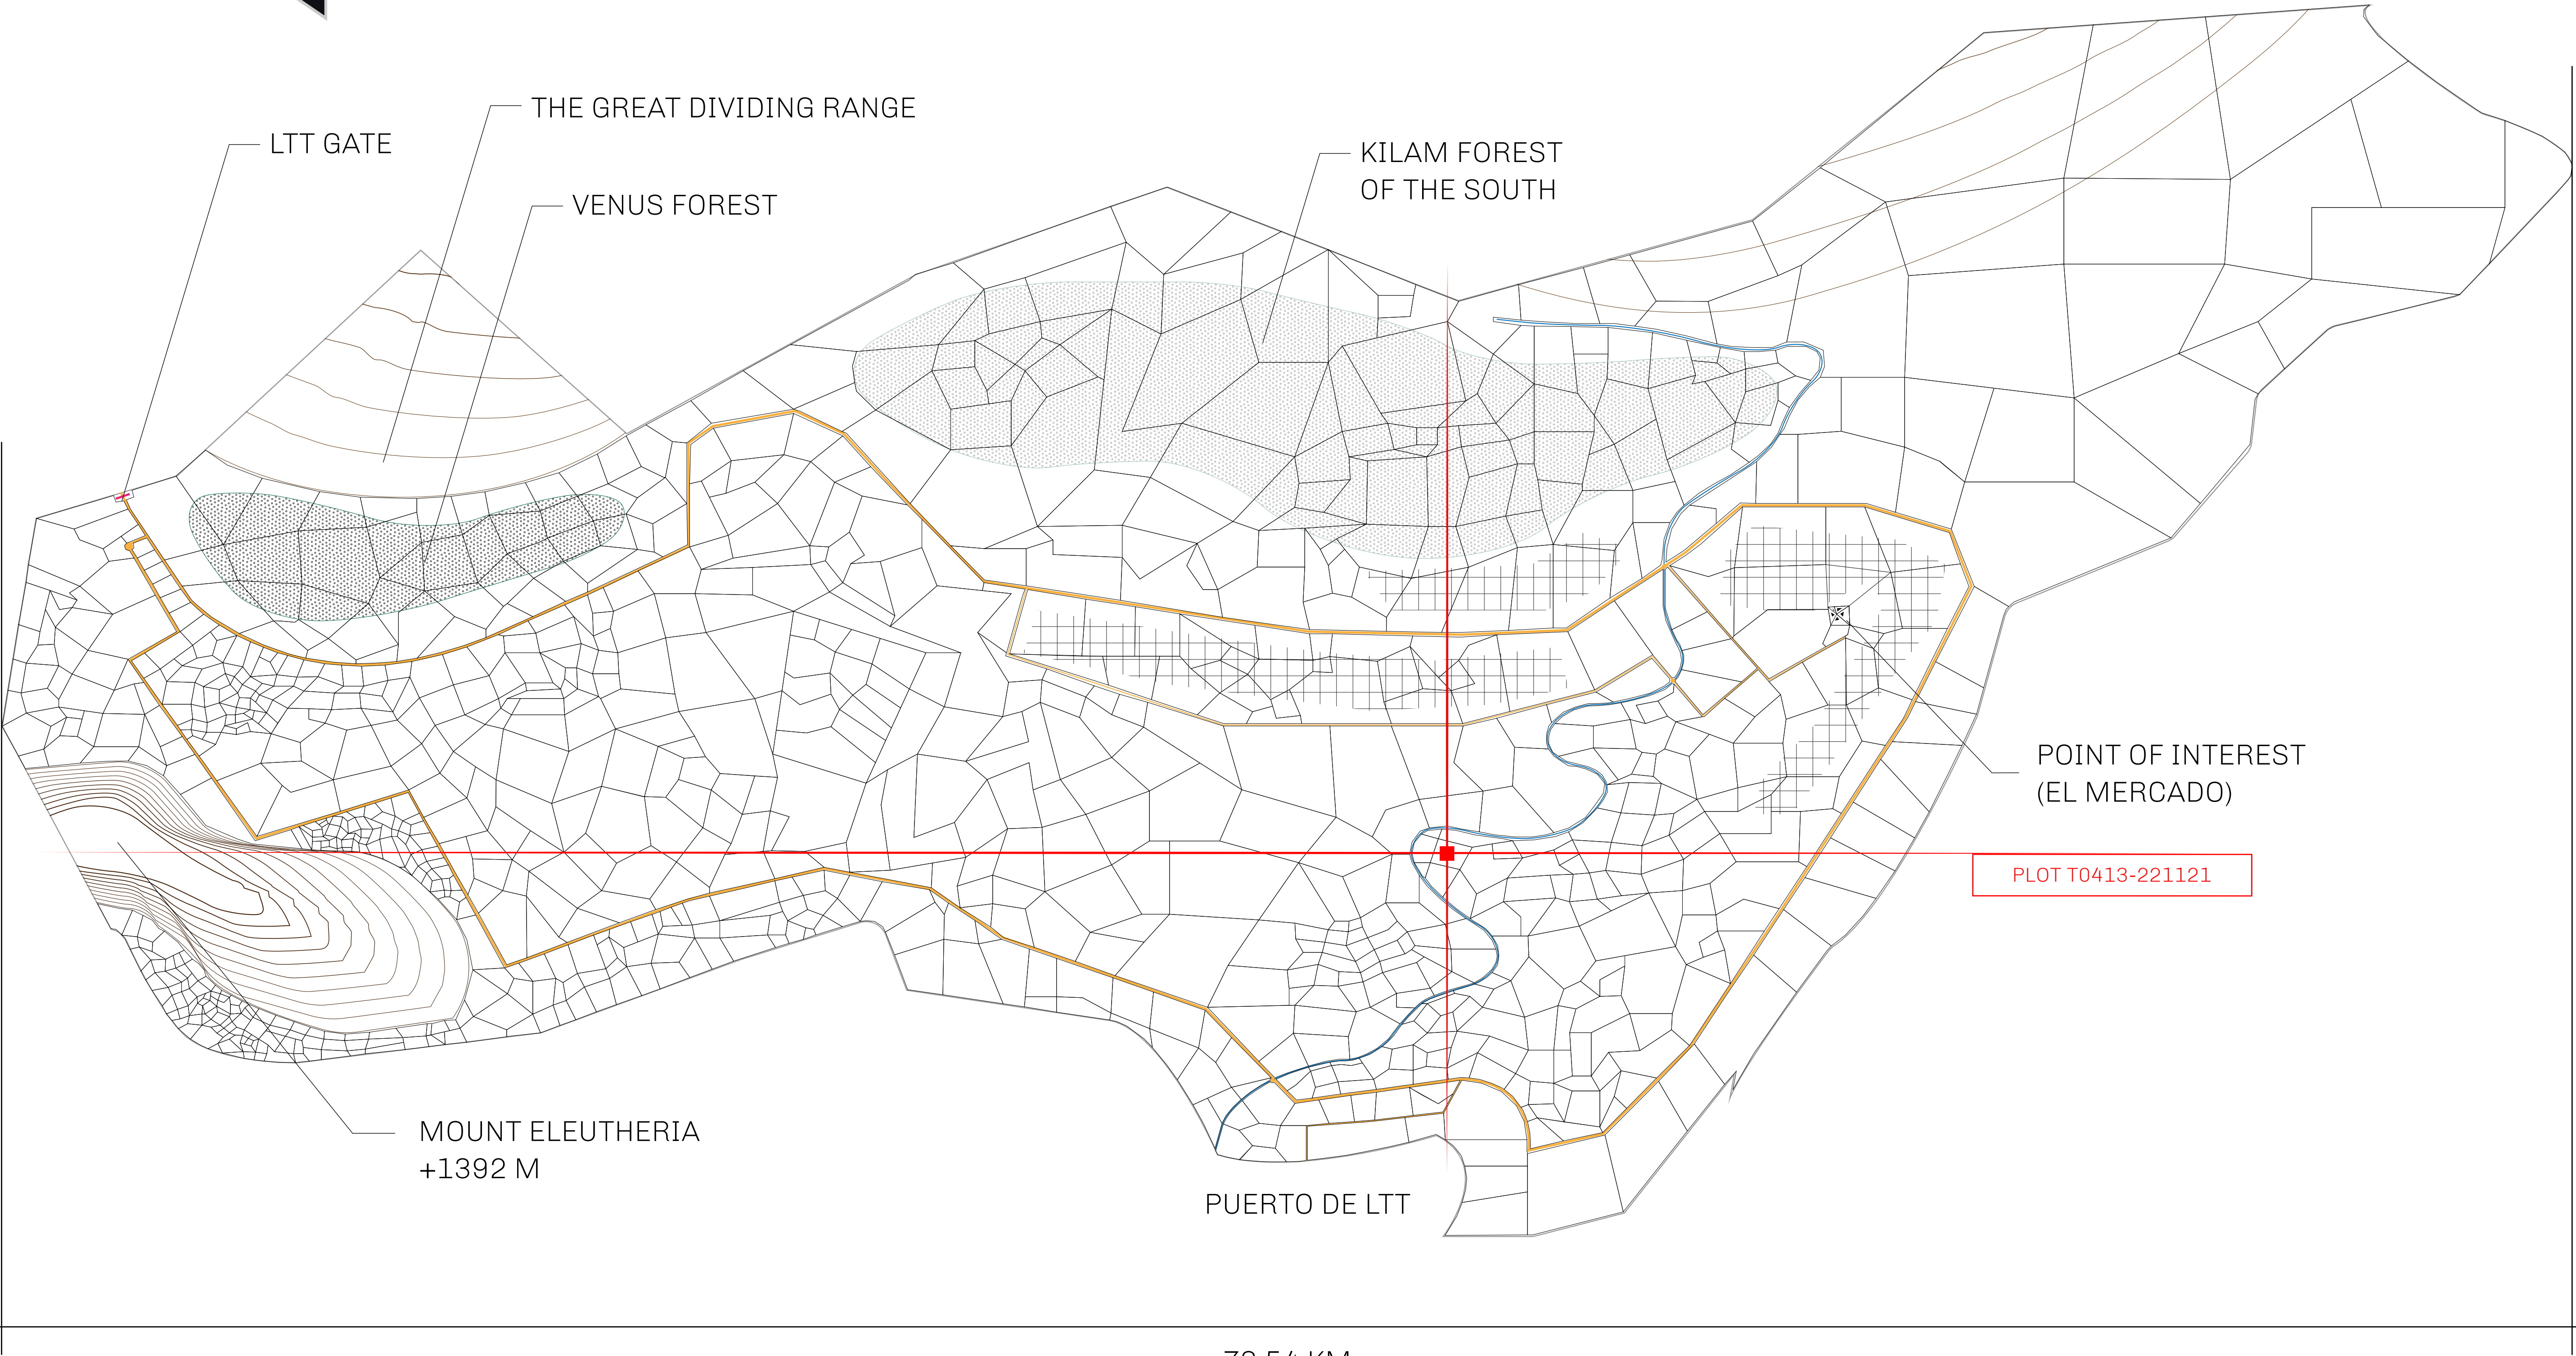 THE GREAT DIVIDING RANGE
LTT GATE
KILAM FOREST
OF THE SOUTH
VENUS FOREST
POINT OF INTEREST
(EL MERCADO)
PLOT T0413-221121
MOUNT ELEUTHERIA
+1392 M
PUERTO DE LTT
KM